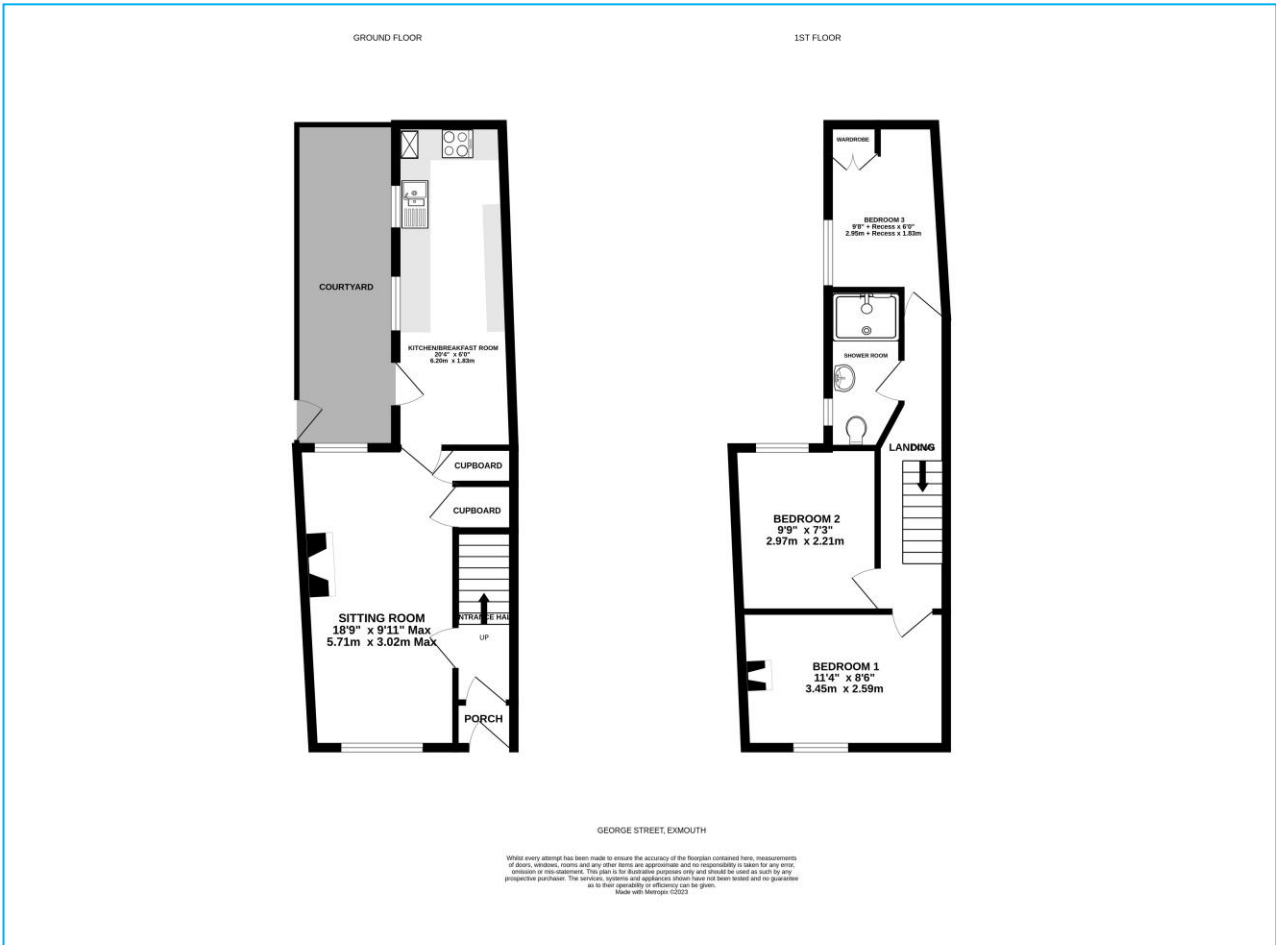 GROUND FLOOR
COURTYARD
KITCHEN/BREAKFAST ROOM
20'4" x 6'0"
6.20m x 1.83m
CUPBOARD
CUPBOARD
SITTING ROOM
18'9" x 9'11" Max
5.71m x 3.02m Max
NTRANCE HAL
UP
PORCH
1ST FLOOR
WARDROBE
BEDROOM 3
9'8" + Recess x 6'0"
2.95m + Recess x 1.83m
SHOWER ROOM
LANDING
BEDROOM 2
9'9" x 7'3"
2.97m x 2.21m
BEDROOM 1
11'4" x 8'6"
3.45m x 2.59m
GEORGE STREET, EXMOUTH
Whilst every attempt has been made to ensure the accuracy of the floorplan contained here, measurements
of doors, windows, rooms and any other items are approximate and no responsibility is taken for any error,
omission or mis-statement. This plan is for illustrative purposes only and should be used as such by any
prospective purchaser. The services, systems and appliances shown have not been tested and no guarantee
as to their operability or efficiency can be given.
Made with Metropix ©2023